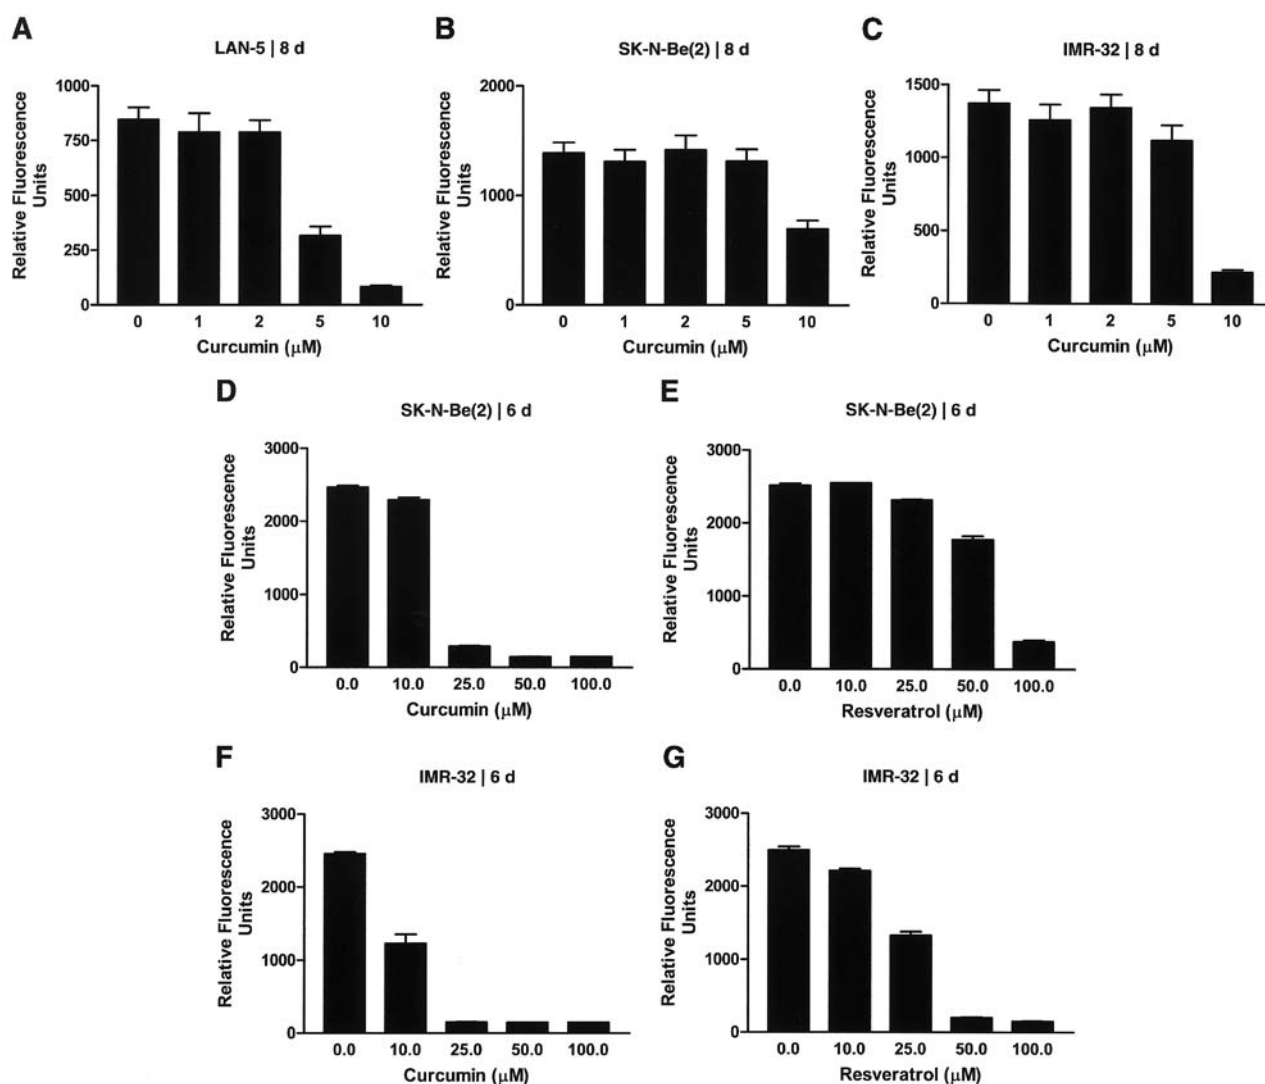 A
LAN-5 | 8 d
Relative Fluorescence
Units
1000
750
500
250
0
0 1 2 5 10
Curcumin (μM)
B
SK-N-Be(2) | 8 d
Relative Fluorescence
Units
2000
1000
0
0 1 2 5 10
Curcumin (μM)
C
IMR-32 | 8 d
Relative Fluorescence
Units
1500
1000
500
0
0 1 2 5 10
Curcumin (μM)
D
SK-N-Be(2) | 6 d
Relative Fluorescence
Units
3000
2000
1000
0
0.0 10.0 25.0 50.0 100.0
Curcumin (μM)
E
SK-N-Be(2) | 6 d
Relative Fluorescence
Units
3000
2000
1000
0
0.0 10.0 25.0 50.0 100.0
Resveratrol (μM)
F
IMR-32 | 6 d
Relative Fluorescence
Units
3000
2000
1000
0
0.0 10.0 25.0 50.0 100.0
Curcumin (μM)
G
IMR-32 | 6 d
Relative Fluorescence
Units
3000
2000
1000
0
0.0 10.0 25.0 50.0 100.0
Resveratrol (μM)